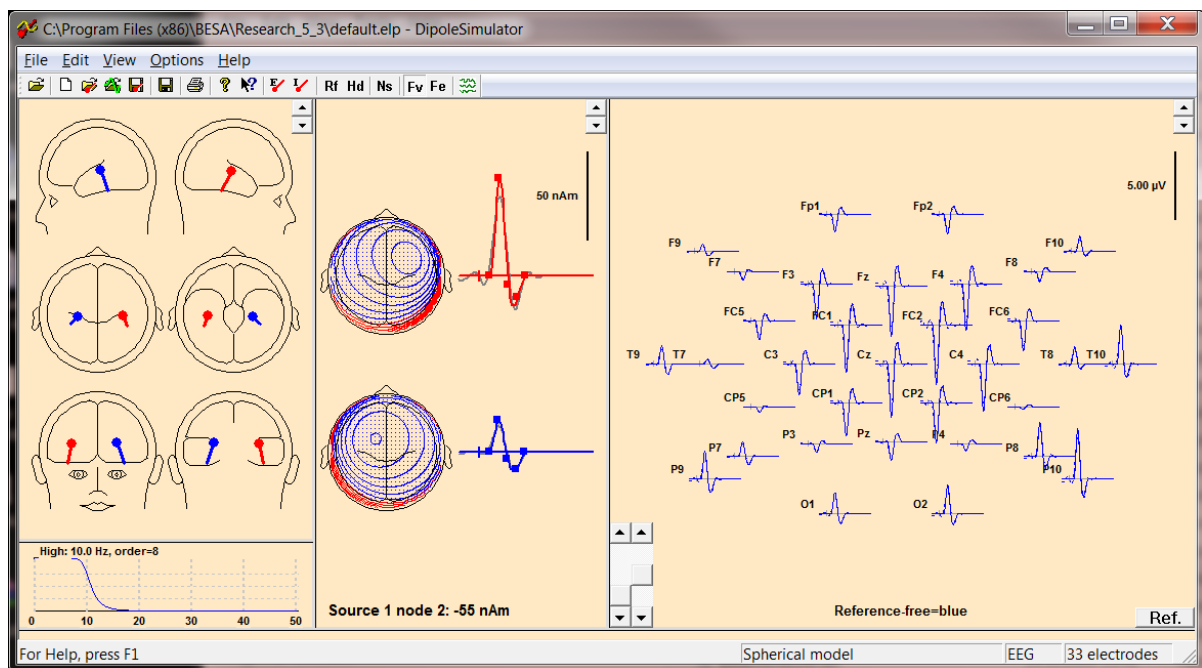 C:\Program Files (x86)\BESA\Research_5_3\default.elp - DipoleSimulator
File Edit View Options Help
E I Rf Hd Ns Fv Fe
50 nAm
5.00 µV
Fp1 Fp2
F9 F10
F7 F3 Fz F4 F8
FC5 FC1 FC2 FC6
T9 T7 C3 Cz C4 T8 T10
CP5 CP1 CP2 CP6
P7 P3 Pz P4 P8
P9 P10
O1 O2
High: 10.0 Hz, order=8
0 10 20 30 40 50
Source 1 node 2: -55 nAm
Reference-free=blue
Ref.
For Help, press F1
Spherical model
EEG
33 electrodes